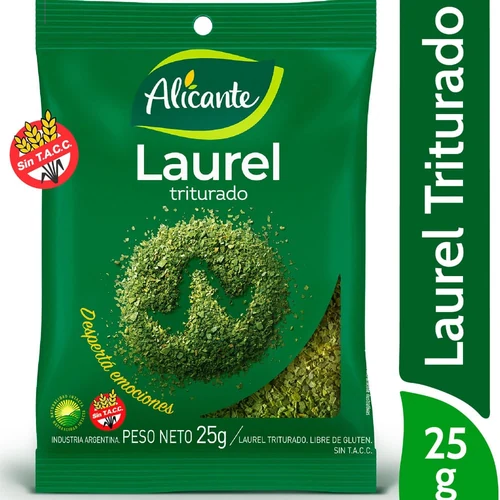 Alicante
Sin T.A.C.C.
Laurel
triturado
Despertá emociones
Sin T.A.C.C.
INDUSTRIA ARGENTINA. PESO NETO 25g / LAUREL TRITURADO. LIBRE DE GLUTEN.
SIN T.A.C.C.
Laurel Triturado
25
g